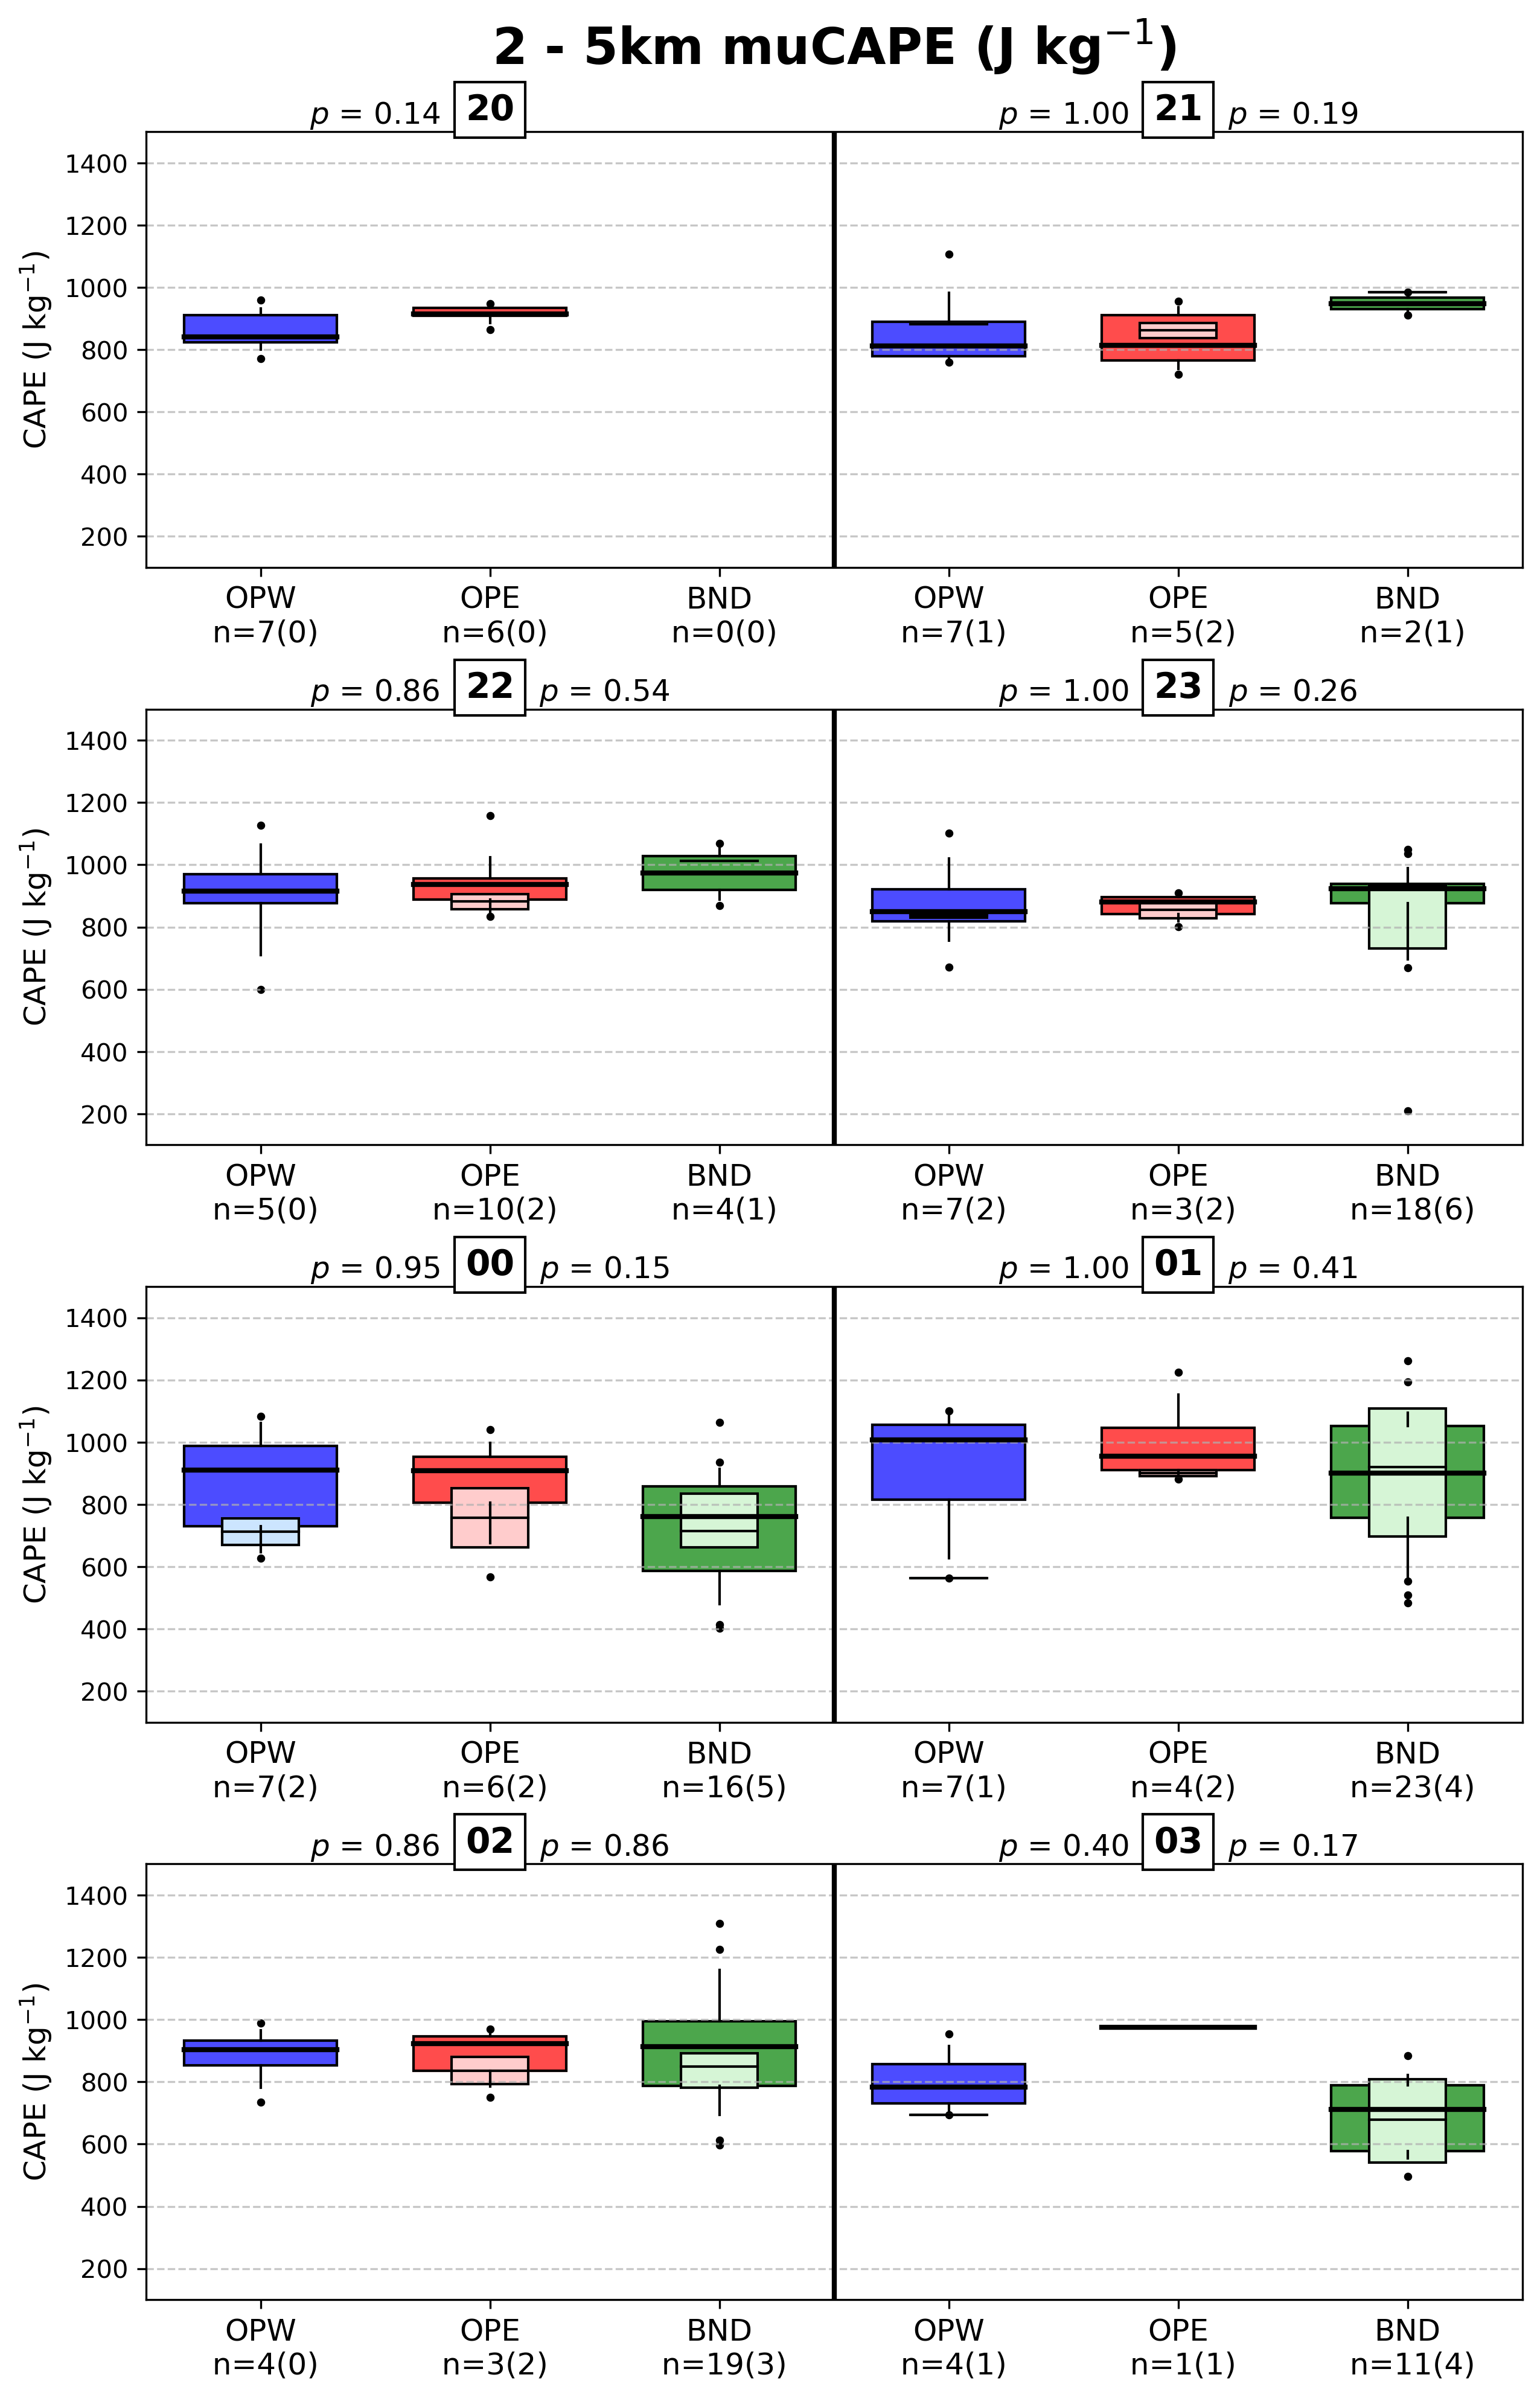 2 - 5km muCAPE (J kg⁻¹)
p = 0.14 20
p = 1.00 21 p = 0.19
CAPE (J kg⁻¹)
1400
1200
1000
800
600
400
200
OPW OPE BND OPW OPE BND
n=7(0) n=6(0) n=0(0) n=7(1) n=5(2) n=2(1)
p = 0.86 22 p = 0.54
p = 1.00 23 p = 0.26
CAPE (J kg⁻¹)
1400
1200
1000
800
600
400
200
OPW OPE BND OPW OPE BND
n=5(0) n=10(2) n=4(1) n=7(2) n=3(2) n=18(6)
p = 0.95 00 p = 0.15
p = 1.00 01 p = 0.41
CAPE (J kg⁻¹)
1400
1200
1000
800
600
400
200
OPW OPE BND OPW OPE BND
n=7(2) n=6(2) n=16(5) n=7(1) n=4(2) n=23(4)
p = 0.86 02 p = 0.86
p = 0.40 03 p = 0.17
CAPE (J kg⁻¹)
1400
1200
1000
800
600
400
200
OPW OPE BND OPW OPE BND
n=4(0) n=3(2) n=19(3) n=4(1) n=1(1) n=11(4)